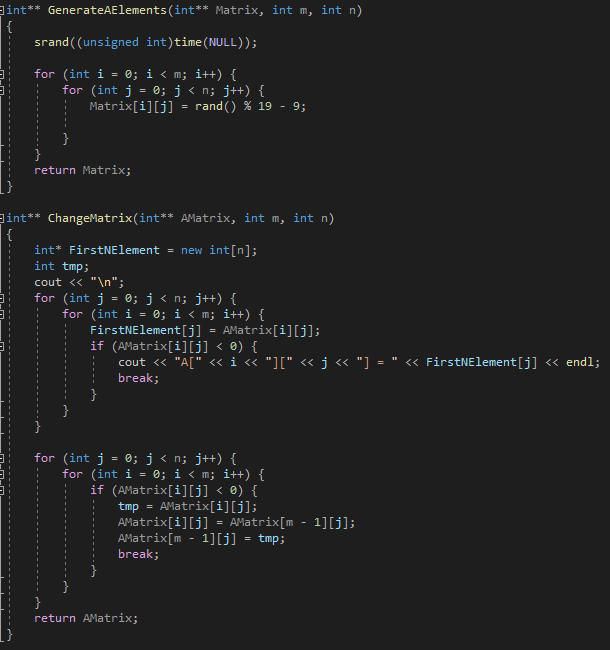 int** GenerateAElements(int** Matrix, int m, int n)
{
    srand((unsigned int)time(NULL));

    for (int i = 0; i < m; i++) {
        for (int j = 0; j < n; j++) {
            Matrix[i][j] = rand() % 19 - 9;

        }
    }
    return Matrix;
}

int** ChangeMatrix(int** AMatrix, int m, int n)
{
    int* FirstNElement = new int[n];
    int tmp;
    cout << "\n";
    for (int j = 0; j < n; j++) {
        for (int i = 0; i < m; i++) {
            FirstNElement[j] = AMatrix[i][j];
            if (AMatrix[i][j] < 0) {
                cout << "A[" << i << "][" << j << "] = " << FirstNElement[j] << endl;
                break;
            }
        }
    }

    for (int j = 0; j < n; j++) {
        for (int i = 0; i < m; i++) {
            if (AMatrix[i][j] < 0) {
                tmp = AMatrix[i][j];
                AMatrix[i][j] = AMatrix[m - 1][j];
                AMatrix[m - 1][j] = tmp;
                break;
            }
        }
    }
    return AMatrix;
}